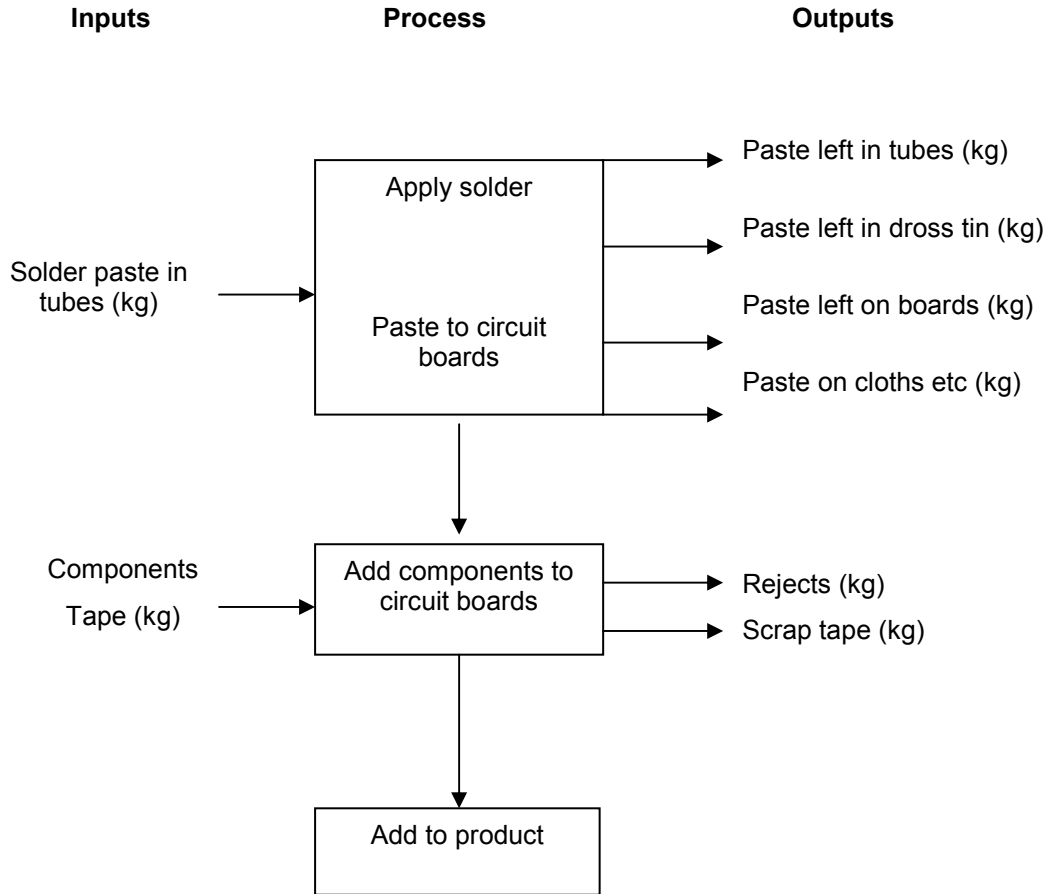 Inputs
Process
Outputs
Apply solder
Paste to circuit
boards
Solder paste in
tubes (kg)
Paste left in tubes (kg)
Paste left in dross tin (kg)
Paste left on boards (kg)
Paste on cloths etc (kg)
Components
Tape (kg)
Add components to
circuit boards
Rejects (kg)
Scrap tape (kg)
Add to product